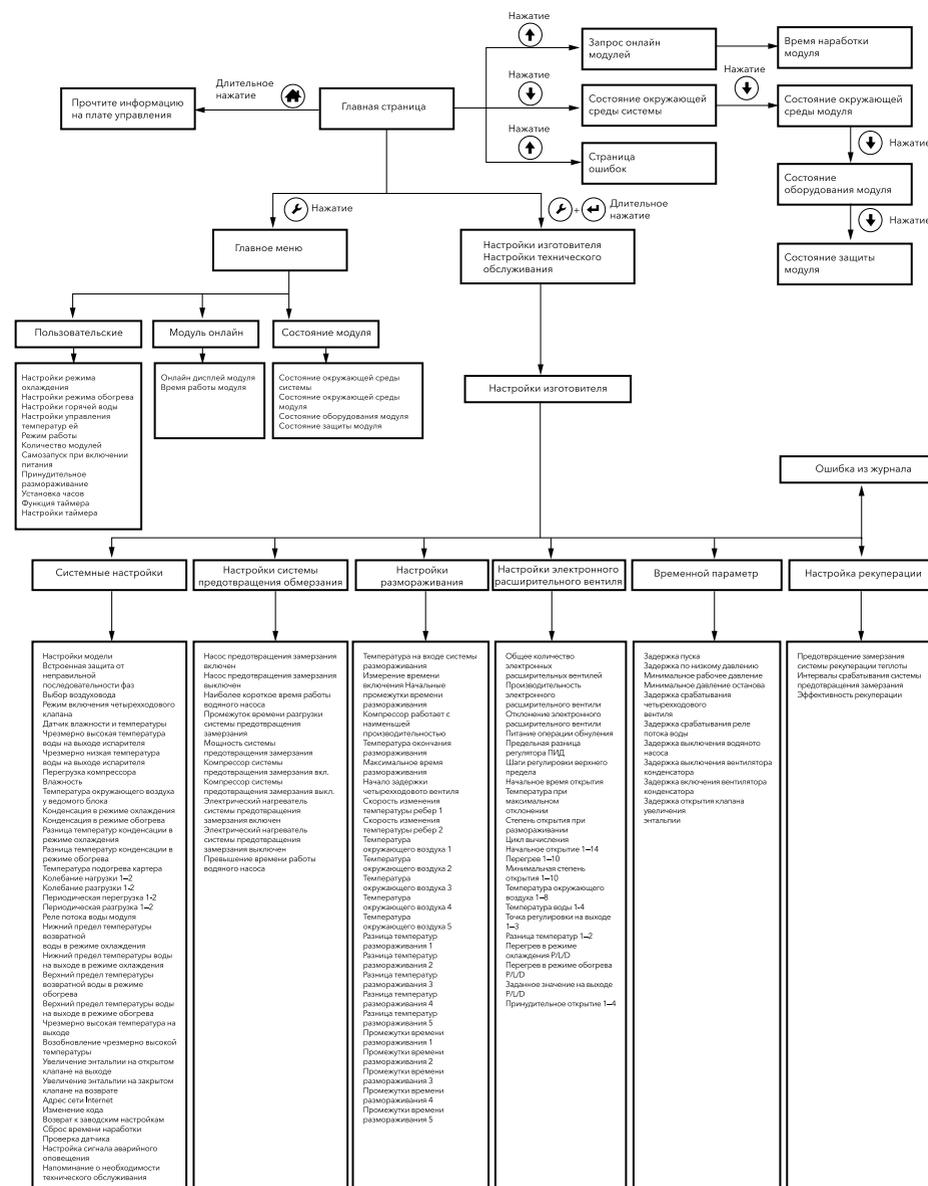 Нажатие
Запрос онлайн
модулей
Время наработки
модуля
Длительное
нажатие
Прочтите информацию
на плате управления
Главная страница
Нажатие
Состояние окружающей
среды системы
Нажатие
Состояние окружающей
среды модуля
Нажатие
Страница
ошибок
Нажатие
Состояние
оборудования модуля
Нажатие
Состояние защиты
модуля
Нажатие
+
Длительное
нажатие
Главное меню
Настройки изготовителя
Настройки технического
обслуживания
Пользовательские
Модуль онлайн
Состояние модуля
Настройки режима
охлаждения
Настройки режима обогрева
Настройки горячей воды
Настройки управления
температур ей
Режим работы
Количество модулей
Самозапуск при включении
питания
Принудительное
размораживание
Установка часов
Функция таймера
Настройки таймера
Онлайн дисплей модуля
Время работы модуля
Состояние окружающей среды
системы
Состояние окружающей среды
модуля
Состояние оборудования модуля
Состояние защиты модуля
Настройки изготовителя
Ошибка из журнала
Системные настройки
Настройки системы
предотвращения обмерзания
Настройки
размораживания
Настройки электронного
расширительного вентиля
Временной параметр
Настройка рекуперации
Настройки модели
Встроенная защита от
неправильной
последовательности фаз
Выбор воздуховода
Режим включения четырехходового
клапана
Датчик влажности и температуры
Чрезмерно высокая температура
воды на выходе испарителя
Чрезмерно низкая температура
воды на выходе испарителя
Перегрузка компрессора
Влажность
Температура окружающего воздуха
у ведомого блока
Конденсация в режиме охлаждения
Конденсация в режиме обогрева
Разница температур конденсации в
режиме охлаждения
Разница температур конденсации в
режиме обогрева
Температура подогрева картера
Колебание нагрузки 1–2
Колебание разгрузки 1-2
Периодическая перегрузка 1-2
Периодическая разгрузка 1–2
Реле потока воды модуля
Нижний предел температуры
возвратной
воды в режиме охлаждения
Нижний предел температуры воды
на выходе в режиме охлаждения
Верхний предел температуры
возвратной воды в режиме
обогрева
Верхний предел температуры воды
на выходе в режиме обогрева
Чрезмерно высокая температура на
выходе
Возобновление чрезмерно высокой
температуры
Увеличение энтальпии на открытом
клапане на выходе
Увеличение энтальпии на закрытом
клапане на возврате
Адрес сети Internet
Изменение кода
Возврат к заводским настройкам
Сброс времени наработки
Проверка датчика
Настройка сигнала аварийного
оповещения
Напоминание о необходимости
технического обслуживания
Насос предотвращения замерзания
включен
Насос предотвращения замерзания
выключен
Наиболее короткое время работы
водяного насоса
Промежуток времени разгрузки
системы предотвращения
замерзания
Мощность системы
предотвращения замерзания
Компрессор системы
предотвращения замерзания вкл.
Компрессор системы
предотвращения замерзания выкл.
Электрический нагреватель
системы предотвращения
замерзания включен
Электрический нагреватель
системы предотвращения
замерзания выключен
Превышение времени работы
водяного насоса
Температура на входе системы
размораживания
Измерение времени
включения Начальные
промежутки времени
размораживания
Компрессор работает с
наименьшей
производительностью
Температура окончания
размораживания
Максимальное время
размораживания
Начало задержки
четырехходового вентиля
Скорость изменения
температуры ребер 1
Скорость изменения
температуры ребер 2
Температура
окружающего воздуха 1
Температура
окружающего воздуха 2
Температура
окружающего воздуха 3
Температура
окружающего воздуха 4
Температура
окружающего воздуха 5
Разница температур
размораживания 1
Разница температур
размораживания 2
Разница температур
размораживания 3
Разница температур
размораживания 4
Разница температур
размораживания 5
Промежутки времени
размораживания 1
Промежутки времени
размораживания 2
Промежутки времени
размораживания 3
Промежутки времени
размораживания 4
Промежутки времени
размораживания 5
Общее количество
электронных
расширительных вентилей
Производительность
электронного
расширительного вентили
Отклонение электронного
расширительного вентили
Питание операции обнуления
Предельная разница
регулятора ПИД
Шаги регулировки верхнего
предела
Начальное время открытия
Температура при
максимальном
отклонении
Степень открытия при
размораживании
Цикл вычисления
Начальное открытие 1–14
Перегрев 1–10
Минимальная степень
открытия 1–10
Температура окружающего
воздуха 1–8
Температура воды 1-4
Точка регулировки на выходе
1–3
Разница температур 1–2
Перегрев в режиме
охлаждения P/L/D
Перегрев в режиме обогрева
P/L/D
Заданное значение на выходе
P/L/D
Принудительное открытие 1–4
Задержка пуска
Задержка по низкому давлению
Минимальное рабочее давление
Минимальное давление останова
Задержка срабатывания
четырехходового
вентиля
Задержка срабатывания реле
потока воды
Задержка выключения водяного
насоса
Задержка выключения вентилятора
конденсатора
Задержка включения вентилятора
конденсатора
Задержка открытия клапана
увеличения
энтальпии
Предотвращение замерзания
системы рекуперации теплоты
Интервалы срабатывания системы
предотвращения замерзания
Эффективность рекуперации